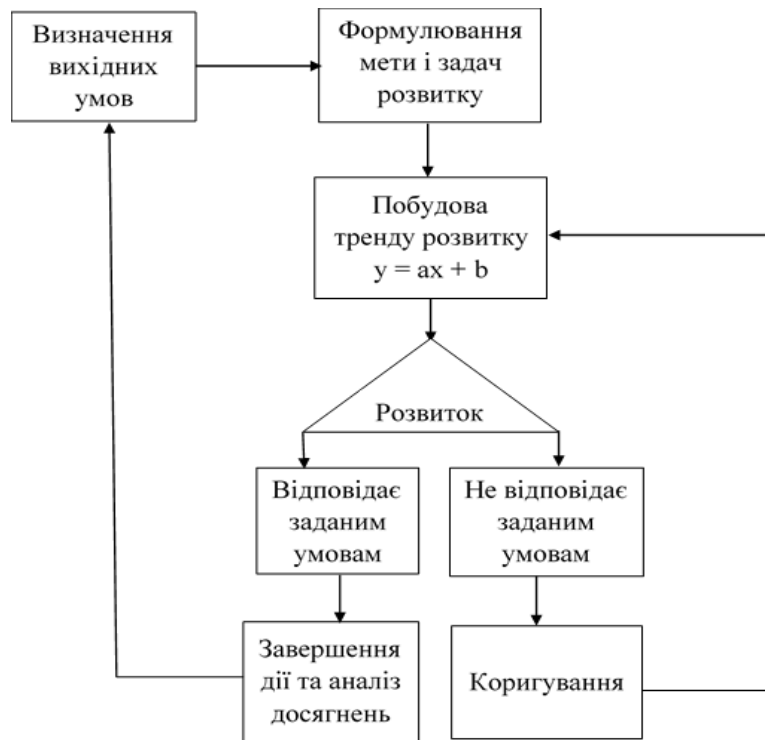 Визначення
вихідних
умов
Формулювання
мети і задач
розвитку
Побудова
тренду розвитку
y = ax + b
Розвиток
Відповідає
заданим
умовам
Не відповідає
заданим
умовам
Завершення
дії та аналіз
досягнень
Коригування